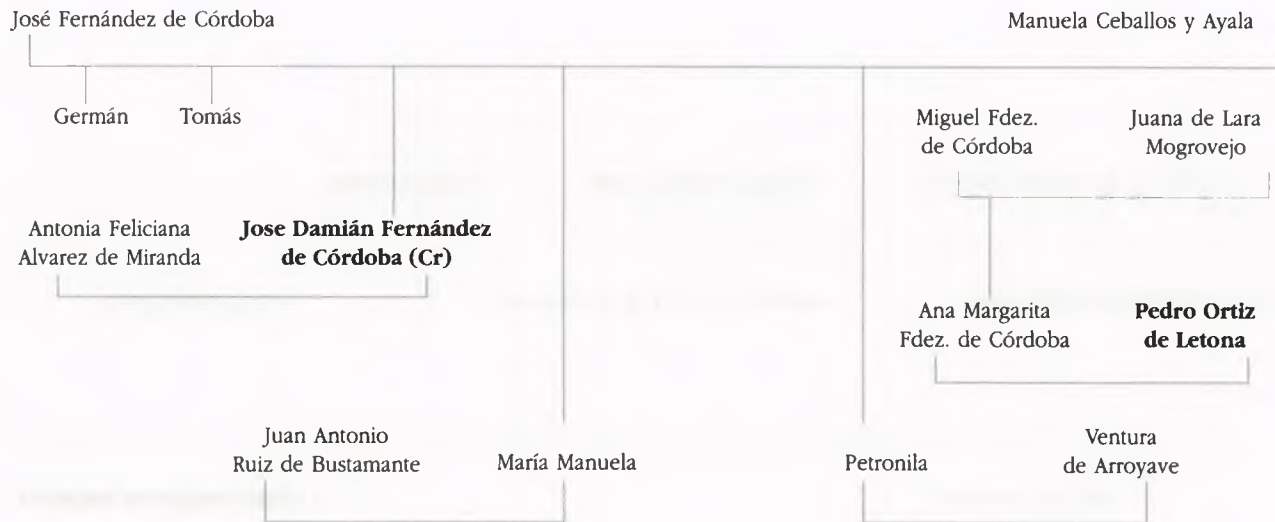 José Fernández de Córdoba
Manuela Ceballos y Ayala
Germán
Tomás
Miguel Fdez.
de Córdoba
Juana de Lara
Mogrovejo
Antonia Feliciana
Alvarez de Miranda
Jose Damián Fernández
de Córdoba (Cr)
Ana Margarita
Fdez. de Córdoba
Pedro Ortiz
de Letona
Juan Antonio
Ruiz de Bustamante
María Manuela
Petronila
Ventura
de Arroyave